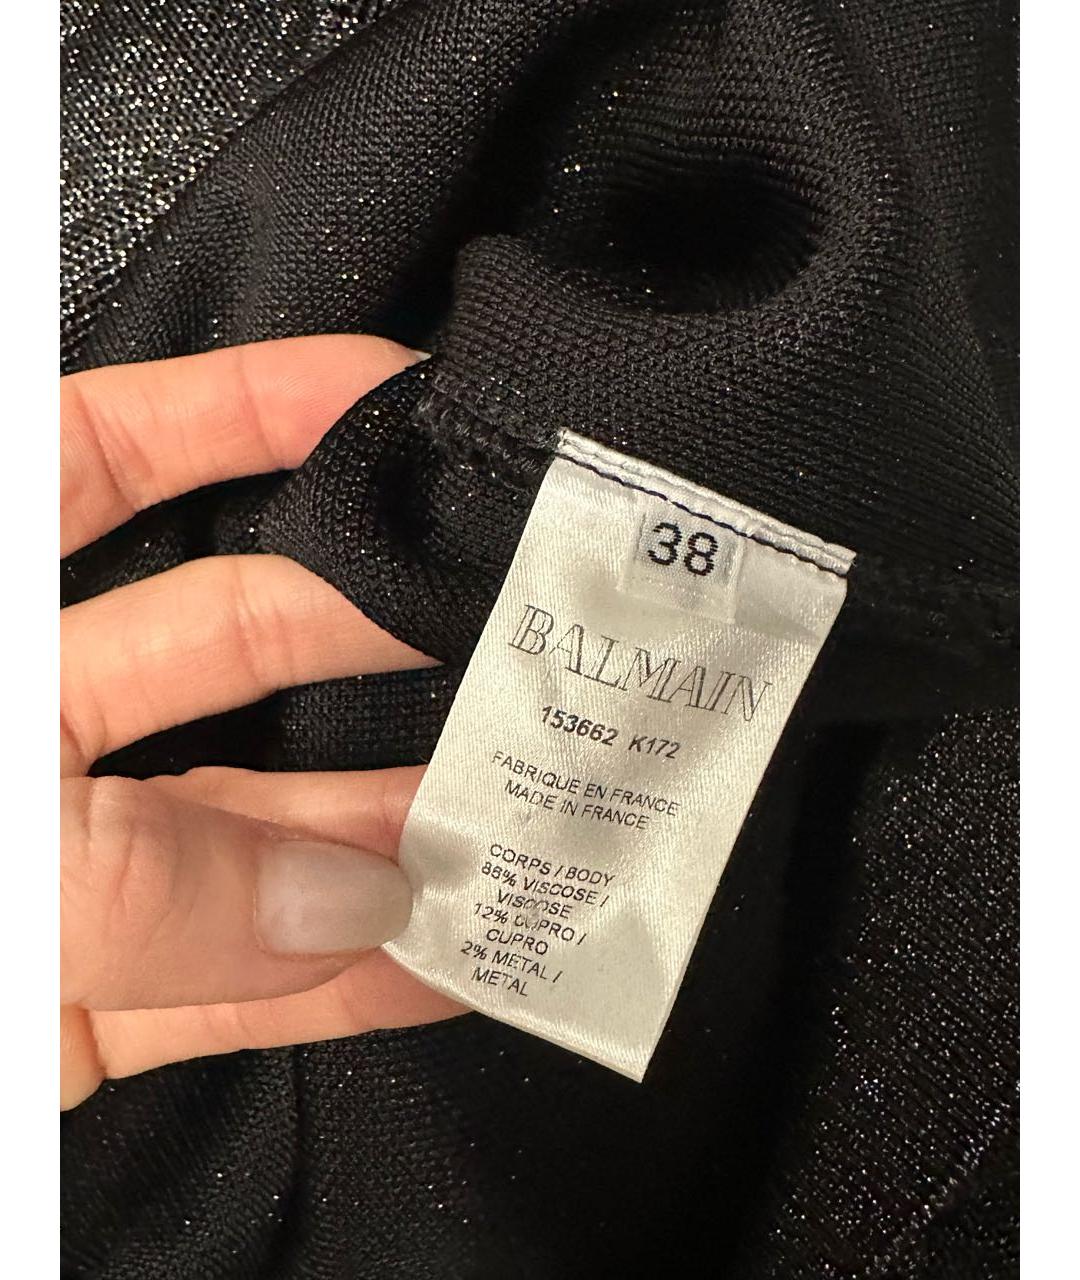 38
BALMAIN
153662 K172
FABRIQUE EN FRANCE
MADE IN FRANCE
CORPS / BODY
86% VISCOSE /
VISCOSE
12% CUPRO /
CUPRO
2% METAL /
METAL